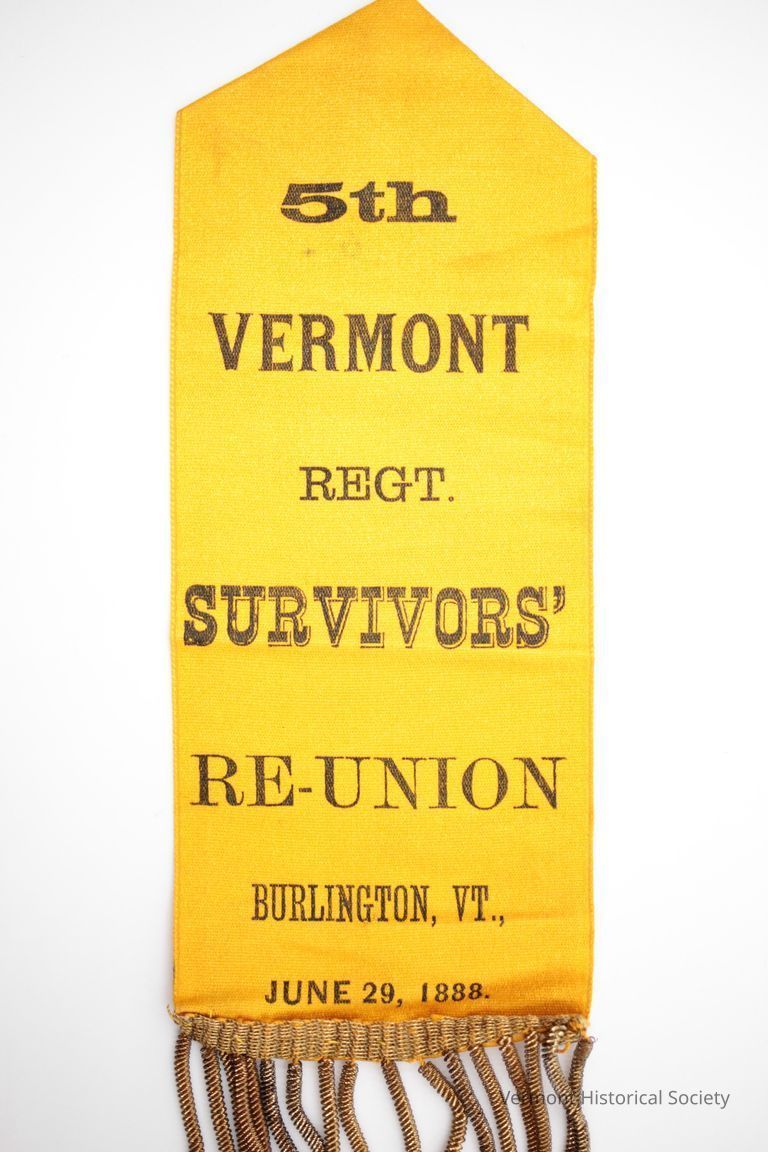 5th
VERMONT
REGT.
SURVIVORS'
RE-UNION
BURLINGTON, VT.,
JUNE 29, 1888.
Vermont Historical Society